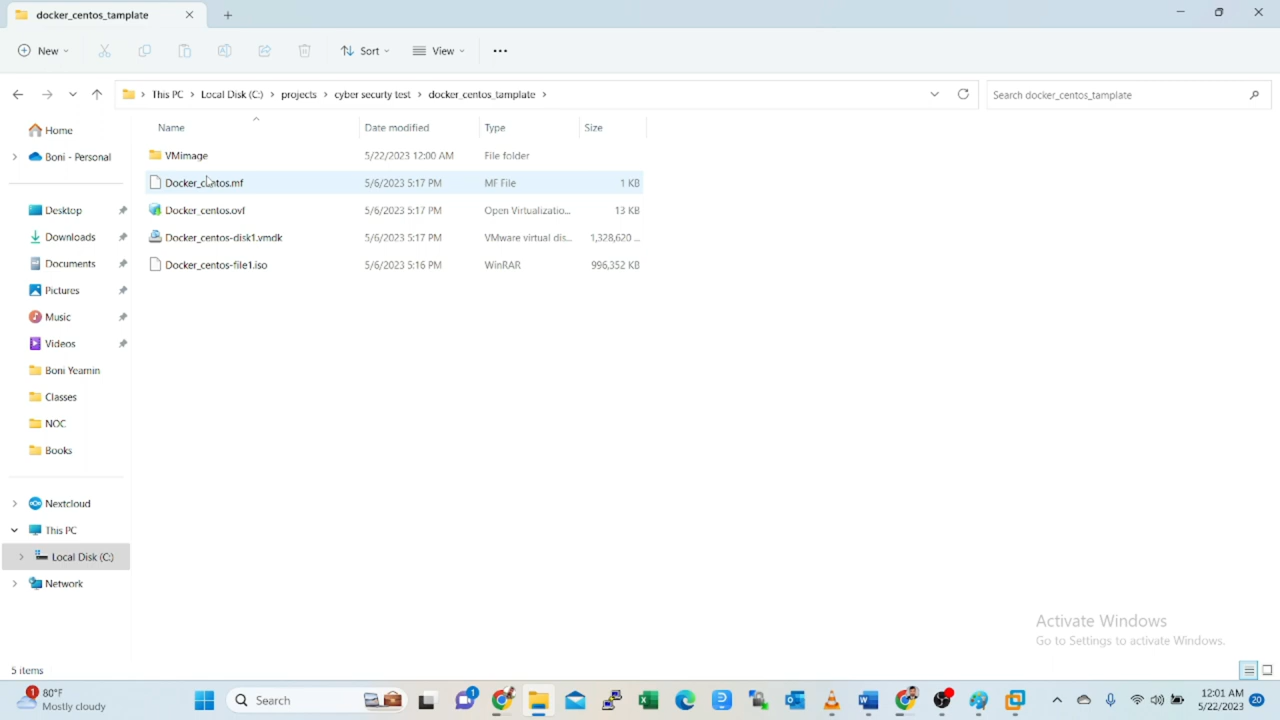 docker_centos_tamplate
New
Sort
View
This PC > Local Disk (C:) > projects > cyber securty test > docker_centos_tamplate >
Search docker_centos_tamplate
Name Date modified Type Size
VMimage 5/22/2023 12:00 AM File folder
Docker_centos.mf 5/6/2023 5:17 PM MF File 1 KB
Docker_centos.ovf 5/6/2023 5:17 PM Open Virtualizatio... 13 KB
Docker_centos-disk1.vmdk 5/6/2023 5:17 PM VMware virtual dis... 1,328,620 ...
Docker_centos-file1.iso 5/6/2023 5:16 PM WinRAR 996,352 KB
Home
Boni - Personal
Desktop
Downloads
Documents
Pictures
Music
Videos
Boni Yeamin
Classes
NOC
Books
Nextcloud
This PC
Local Disk (C:)
Network
Activate Windows
Go to Settings to activate Windows.
5 items
1
80°F
Mostly cloudy
Search
1
12:01 AM
5/22/2023
20